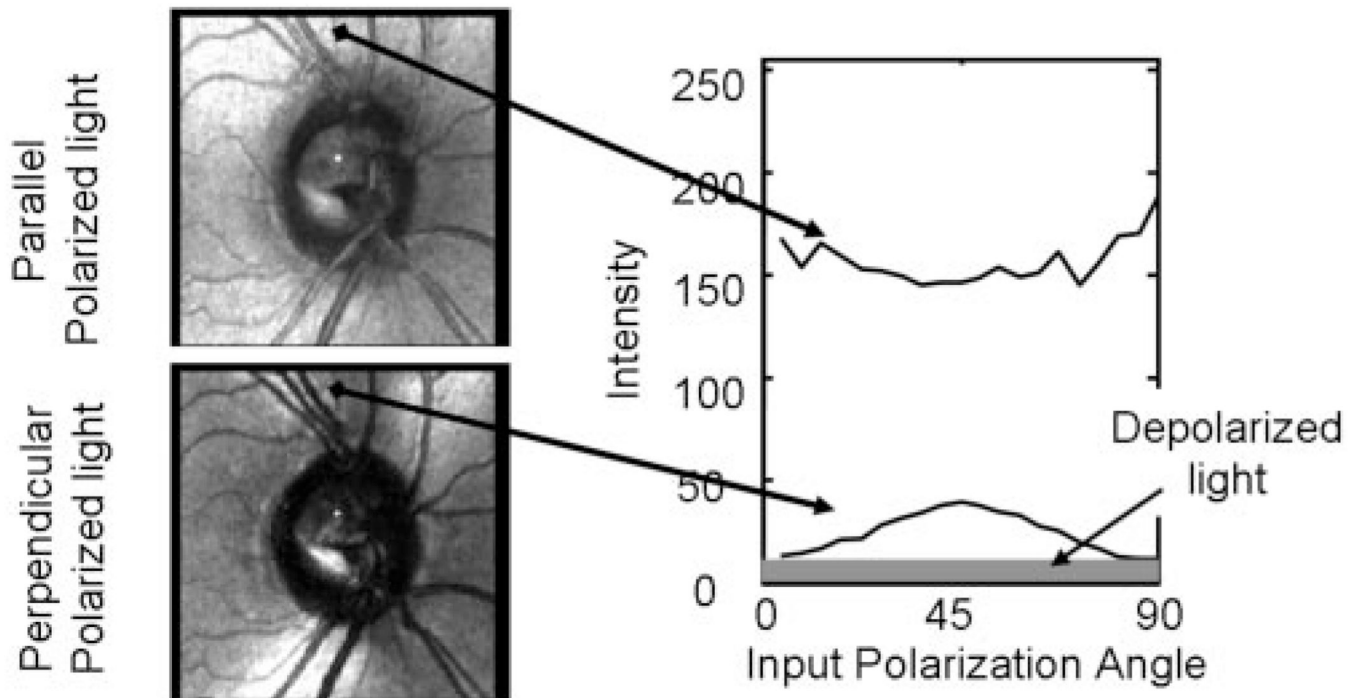 Parallel
Polarized light
Perpendicular
Polarized light
Intensity
250
200
150
100
50
0
0 45 90
Input Polarization Angle
Depolarized
light